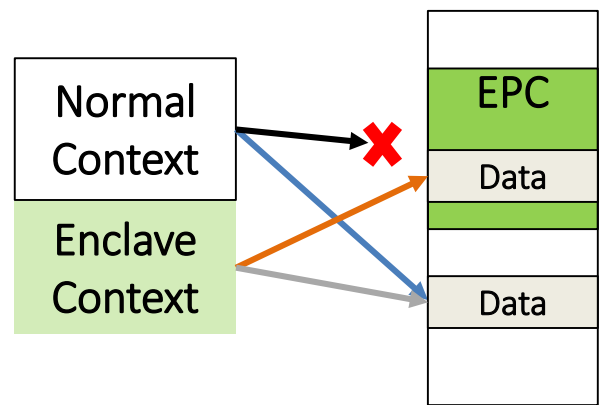 Normal
Context
Enclave
Context
EPC
Data
Data